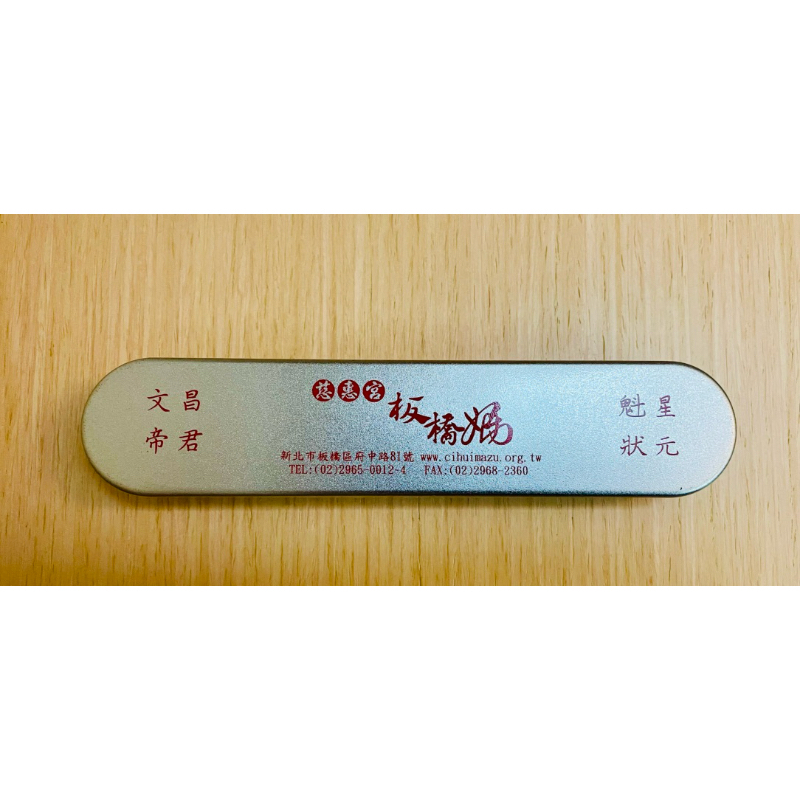 文昌
帝君
慈惠宮
板橋媽
新北市板橋區府中路81號 www.cihuimazu.org.tw
TEL:(02)2965-0012-4 FAX:(02)2968-2360
魁星
狀元